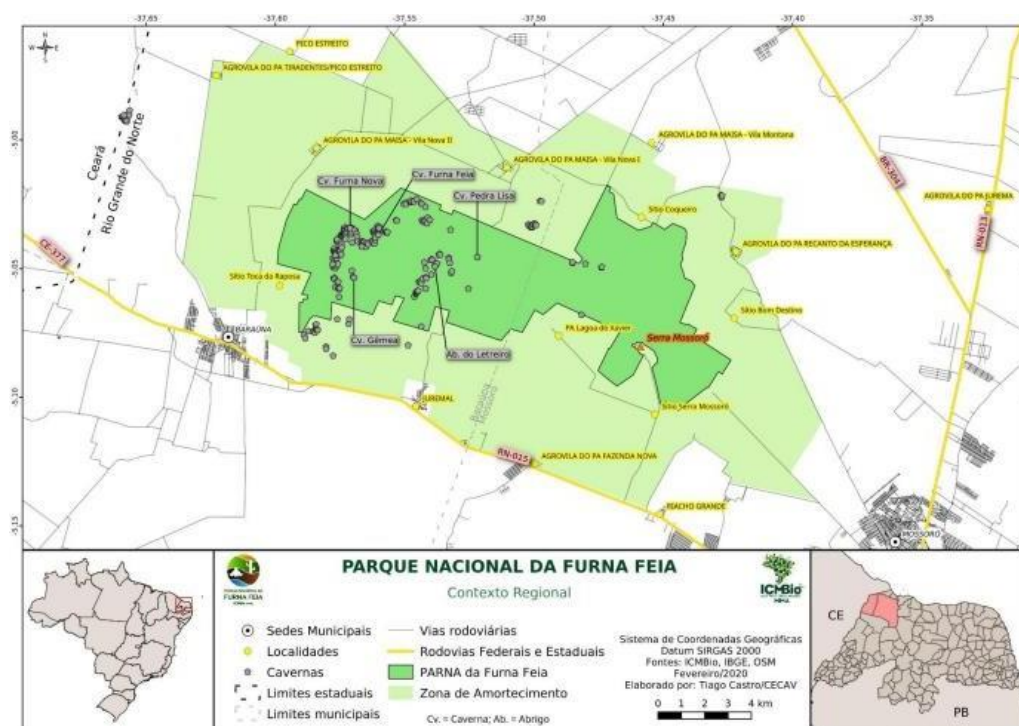 -37,65
-37,60
-37,55
-37,50
-37,45
-37,40
-37,35
N
W
E
S
PICO ESTREITO
AGROVILA DO PA TIRADENTES/PICO ESTREITO
AGROVILA DO PA MAISA - Vila Nova II
AGROVILA DO PA MAISA - Vila Nova I
AGROVILA DO PA MAISA - Vila Montana
-5,00
Ceará
Rio Grande do Norte
BR-304
Cv. Furna Nova
Cv. Furna Feia
Cv. Pedra Lisa
AGROVILA DO PA JUREMA
RN-013
Sítio Coqueiro
AGROVILA DO PA RECANTO DA ESPERANÇA
CE-377
-5,05
Sítio Toca da Raposa
Sítio Bom Destino
BARAÚNA
PA Lagoa do Xavier
Serra Mossoró
Cv. Gêmea
Ab. do Letreiro
-5,10
JUREMAL
Baraúna
Mossoró
Sítio Serra Mossoró
RN-015
AGROVILA DO PA FAZENDA NOVA
-5,15
RIACHO GRANDE
MOSSORÓ
FURNA FEIA
PARQUE NACIONAL DA FURNA FEIA
Contexto Regional
ICMBio
MMA
Sedes Municipais
Localidades
Cavernas
Limites estaduais
Limites municipais
Vias rodoviárias
Rodovias Federais e Estaduais
PARNA da Furna Feia
Zona de Amortecimento
Cv. = Caverna; Ab. = Abrigo
Sistema de Coordenadas Geográficas
Datum SIRGAS 2000
Fontes: ICMBio, IBGE, OSM
Fevereiro/2020
Elaborado por: Tiago Castro/CECAV
0 1 2 3 4 km
CE
PB